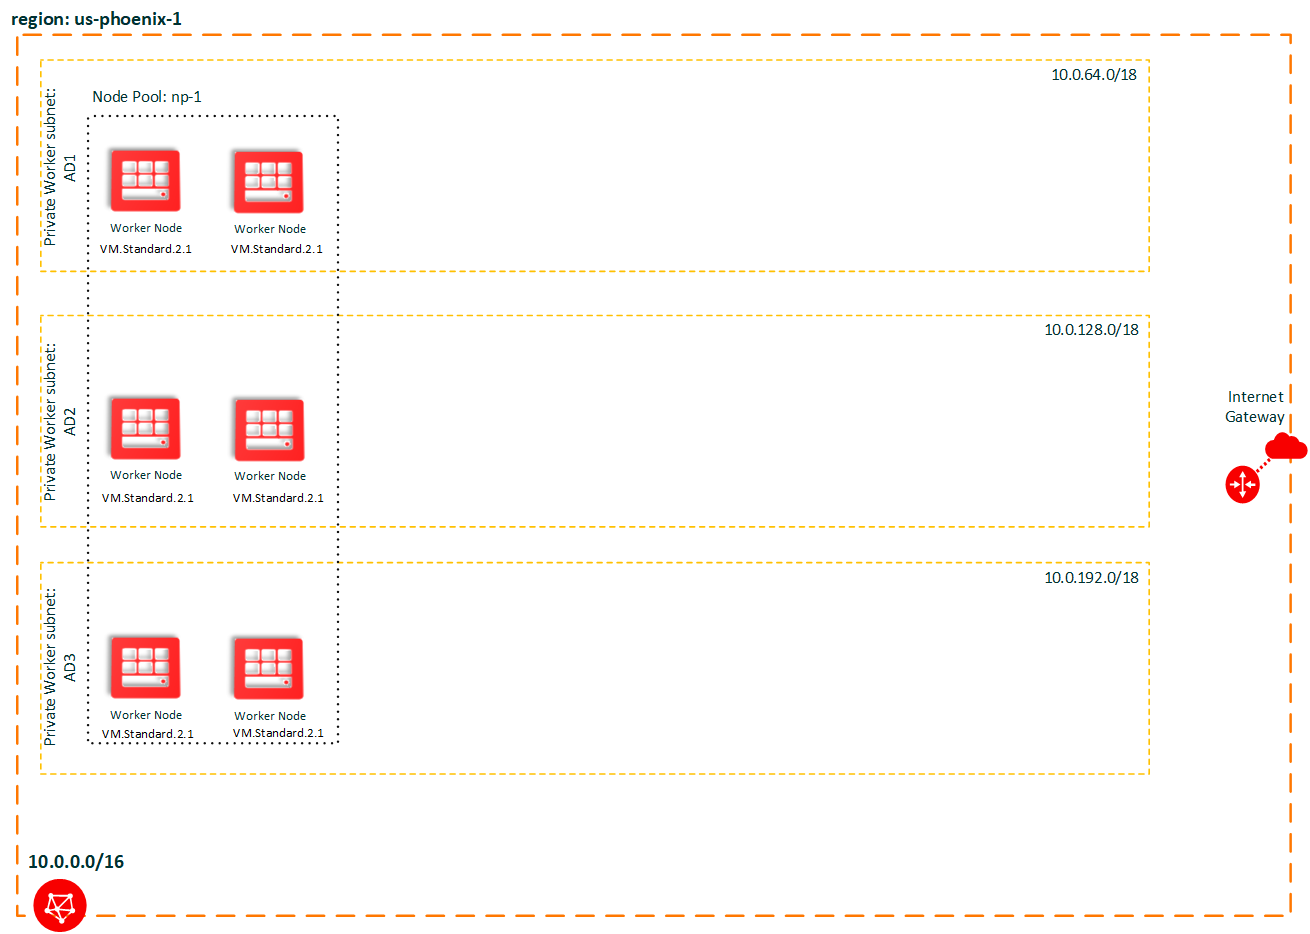 region: us-phoenix-1
10.0.64.0/18
Private Worker subnet:
AD1
Node Pool: np-1
Worker Node
VM.Standard.2.1
Worker Node
VM.Standard.2.1
10.0.128.0/18
Private Worker subnet:
AD2
Worker Node
VM.Standard.2.1
Worker Node
VM.Standard.2.1
Internet
Gateway
10.0.192.0/18
Private Worker subnet:
AD3
Worker Node
VM.Standard.2.1
Worker Node
VM.Standard.2.1
10.0.0.0/16